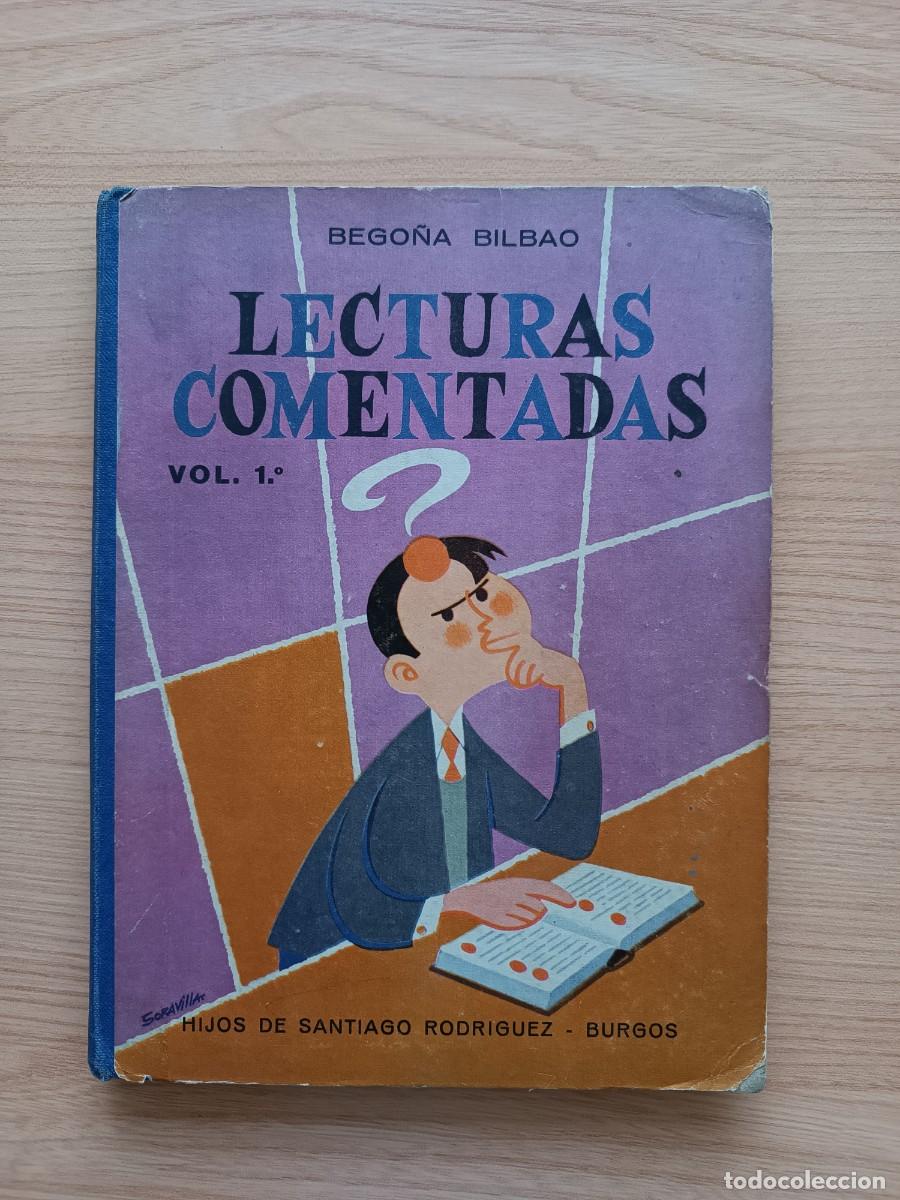 BEGOÑA BILBAO
LECTURAS
COMENTADAS
VOL. 1.º
?
SORAVILLA
HIJOS DE SANTIAGO RODRIGUEZ - BURGOS
todocoleccion